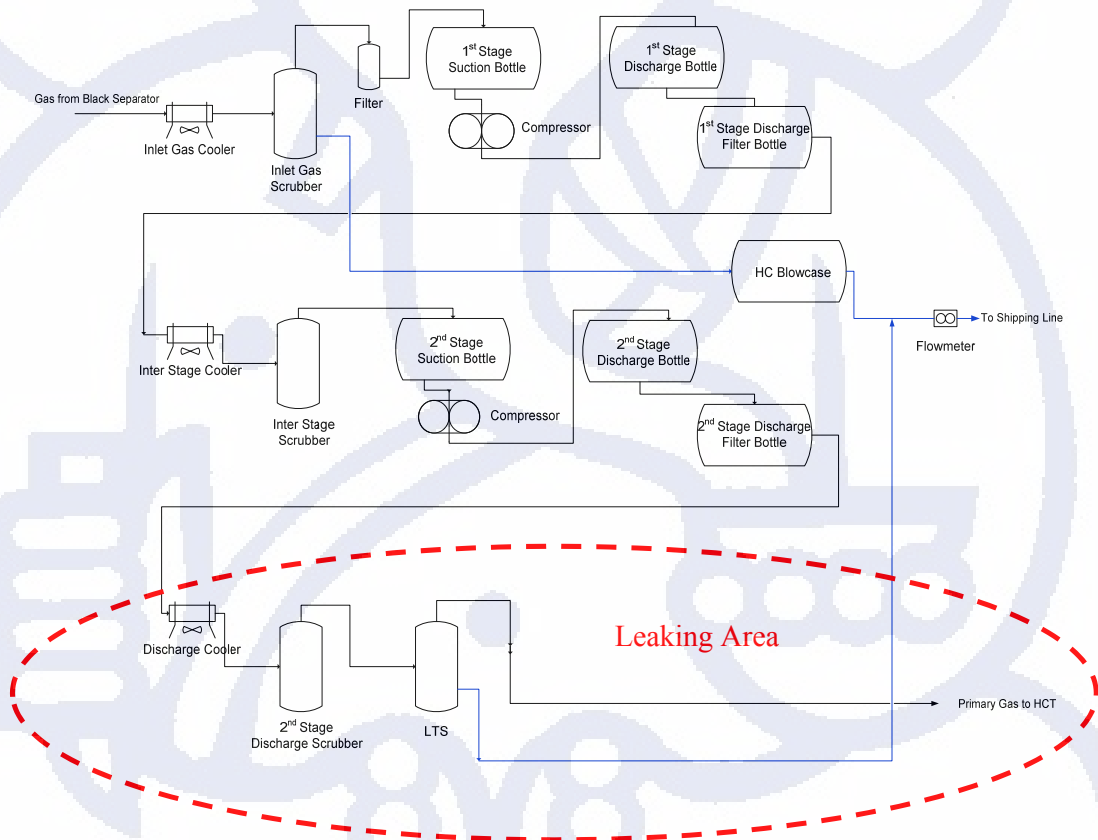 1st Stage
Suction Bottle
1st Stage
Discharge Bottle
Gas from Black Separator
Filter
Compressor
1st Stage Discharge
Filter Bottle
Inlet Gas Cooler
Inlet Gas
Scrubber
HC Blowcase
To Shipping Line
Flowmeter
2nd Stage
Suction Bottle
2nd Stage
Discharge Bottle
Inter Stage Cooler
Inter Stage
Scrubber
Compressor
2nd Stage Discharge
Filter Bottle
Leaking Area
Discharge Cooler
Primary Gas to HCT
2nd Stage
Discharge Scrubber
LTS